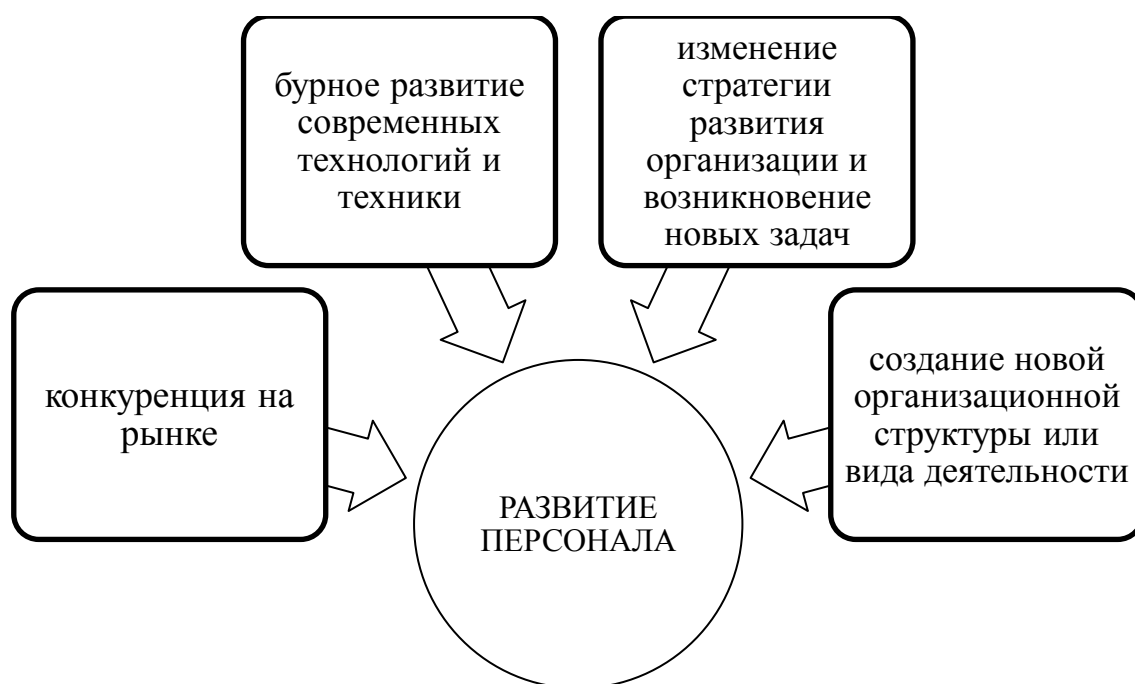 бурное развитие
современных
технологий и
техники
изменение
стратегии
развития
организации и
возникновение
новых задач
конкуренция на
рынке
создание новой
организационной
структуры или
вида деятельности
РАЗВИТИЕ
ПЕРСОНАЛА